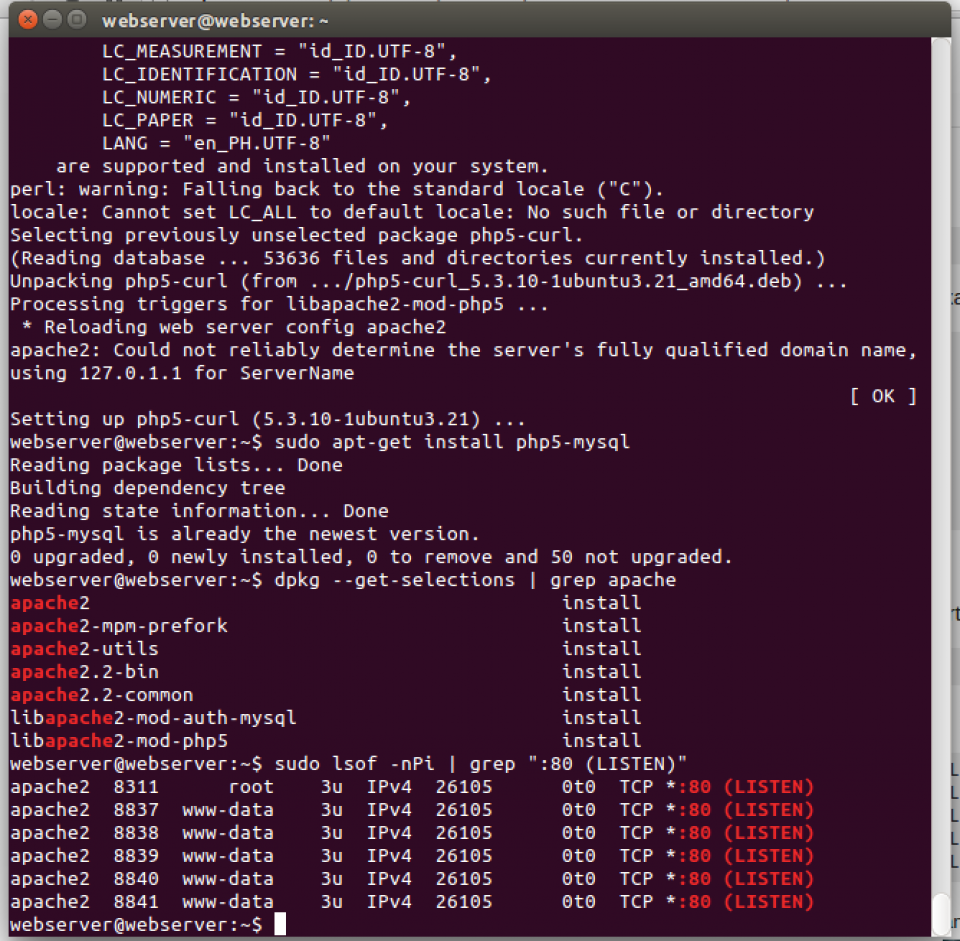 webserver@webserver: ~
LC_MEASUREMENT = "id_ID.UTF-8",
LC_IDENTIFICATION = "id_ID.UTF-8",
LC_NUMERIC = "id_ID.UTF-8",
LC_PAPER = "id_ID.UTF-8",
LANG = "en_PH.UTF-8"
are supported and installed on your system.
perl: warning: Falling back to the standard locale ("C").
locale: Cannot set LC_ALL to default locale: No such file or directory
Selecting previously unselected package php5-curl.
(Reading database ... 53636 files and directories currently installed.)
Unpacking php5-curl (from .../php5-curl_5.3.10-1ubuntu3.21_amd64.deb) ...
Processing triggers for libapache2-mod-php5 ...
* Reloading web server config apache2
apache2: Could not reliably determine the server's fully qualified domain name,
using 127.0.1.1 for ServerName
[ OK ]
Setting up php5-curl (5.3.10-1ubuntu3.21) ...
webserver@webserver:~$ sudo apt-get install php5-mysql
Reading package lists... Done
Building dependency tree
Reading state information... Done
php5-mysql is already the newest version.
0 upgraded, 0 newly installed, 0 to remove and 50 not upgraded.
webserver@webserver:~$ dpkg --get-selections | grep apache
apache2 install
apache2-mpm-prefork install
apache2-utils install
apache2.2-bin install
apache2.2-common install
libapache2-mod-auth-mysql install
libapache2-mod-php5 install
webserver@webserver:~$ sudo lsof -nPi | grep ":80 (LISTEN)"
apache2 8311 root 3u IPv4 26105 0t0 TCP *:80 (LISTEN)
apache2 8837 www-data 3u IPv4 26105 0t0 TCP *:80 (LISTEN)
apache2 8838 www-data 3u IPv4 26105 0t0 TCP *:80 (LISTEN)
apache2 8839 www-data 3u IPv4 26105 0t0 TCP *:80 (LISTEN)
apache2 8840 www-data 3u IPv4 26105 0t0 TCP *:80 (LISTEN)
apache2 8841 www-data 3u IPv4 26105 0t0 TCP *:80 (LISTEN)
webserver@webserver:~$